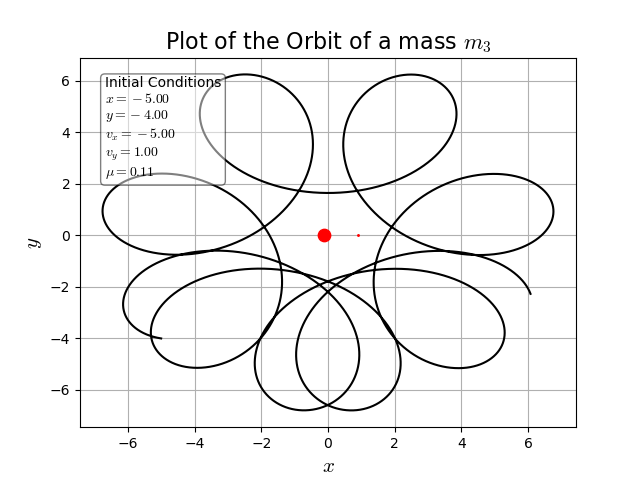 Plot of the Orbit of a mass m₃
Initial Conditions
x = −5.00
y = −4.00
vₓ = −5.00
v_y = 1.00
μ = 0.11
6
4
2
0
−2
−4
−6
y
−6 −4 −2 0 2 4 6
x